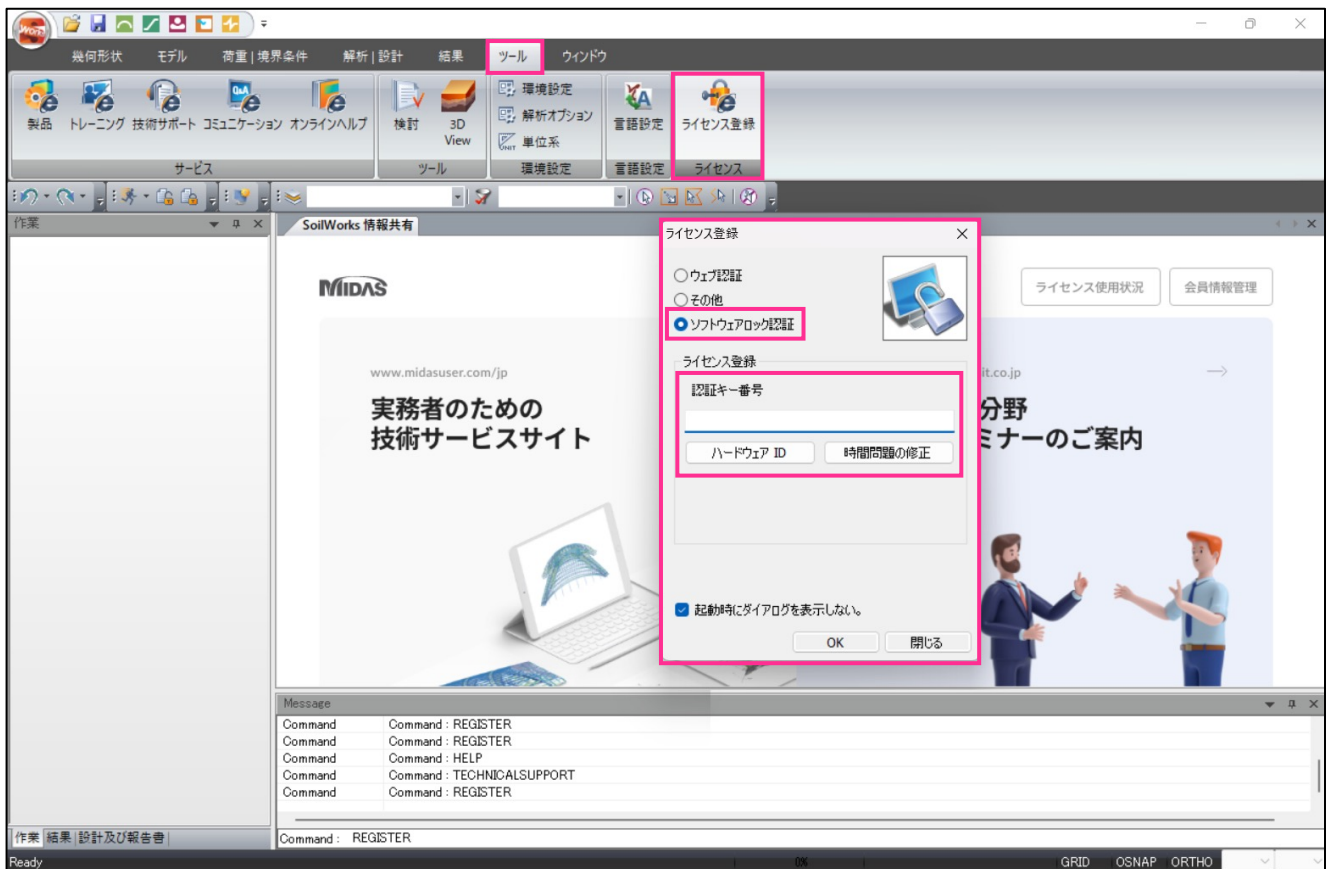 Works
幾何形状 モデル 荷重|境界条件 解析|設計 結果 ツール ウィンドウ
製品 トレーニング 技術サポート コミュニケーション オンラインヘルプ
検討 3D View
環境設定
解析オプション
単位系
言語設定
ライセンス登録
サービス ツール 環境設定 言語設定 ライセンス
作業
SoilWorks 情報共有
MIDAS
ライセンス使用状況 会員情報管理
www.midasuser.com/jp
実務者のための
技術サービスサイト
it.co.jp
分野
ミナーのご案内
ライセンス登録
ウェブ認証
その他
ソフトウェアロック認証
ライセンス登録
認証キー番号
ハードウェア ID 時間問題の修正
起動時にダイアログを表示しない。
OK 閉じる
Message
Command Command : REGISTER
Command Command : REGISTER
Command Command : HELP
Command Command : TECHNICALSUPPORT
Command Command : REGISTER
作業 結果 設計及び報告書
Command : REGISTER
Ready 0% GRID OSNAP ORTHO